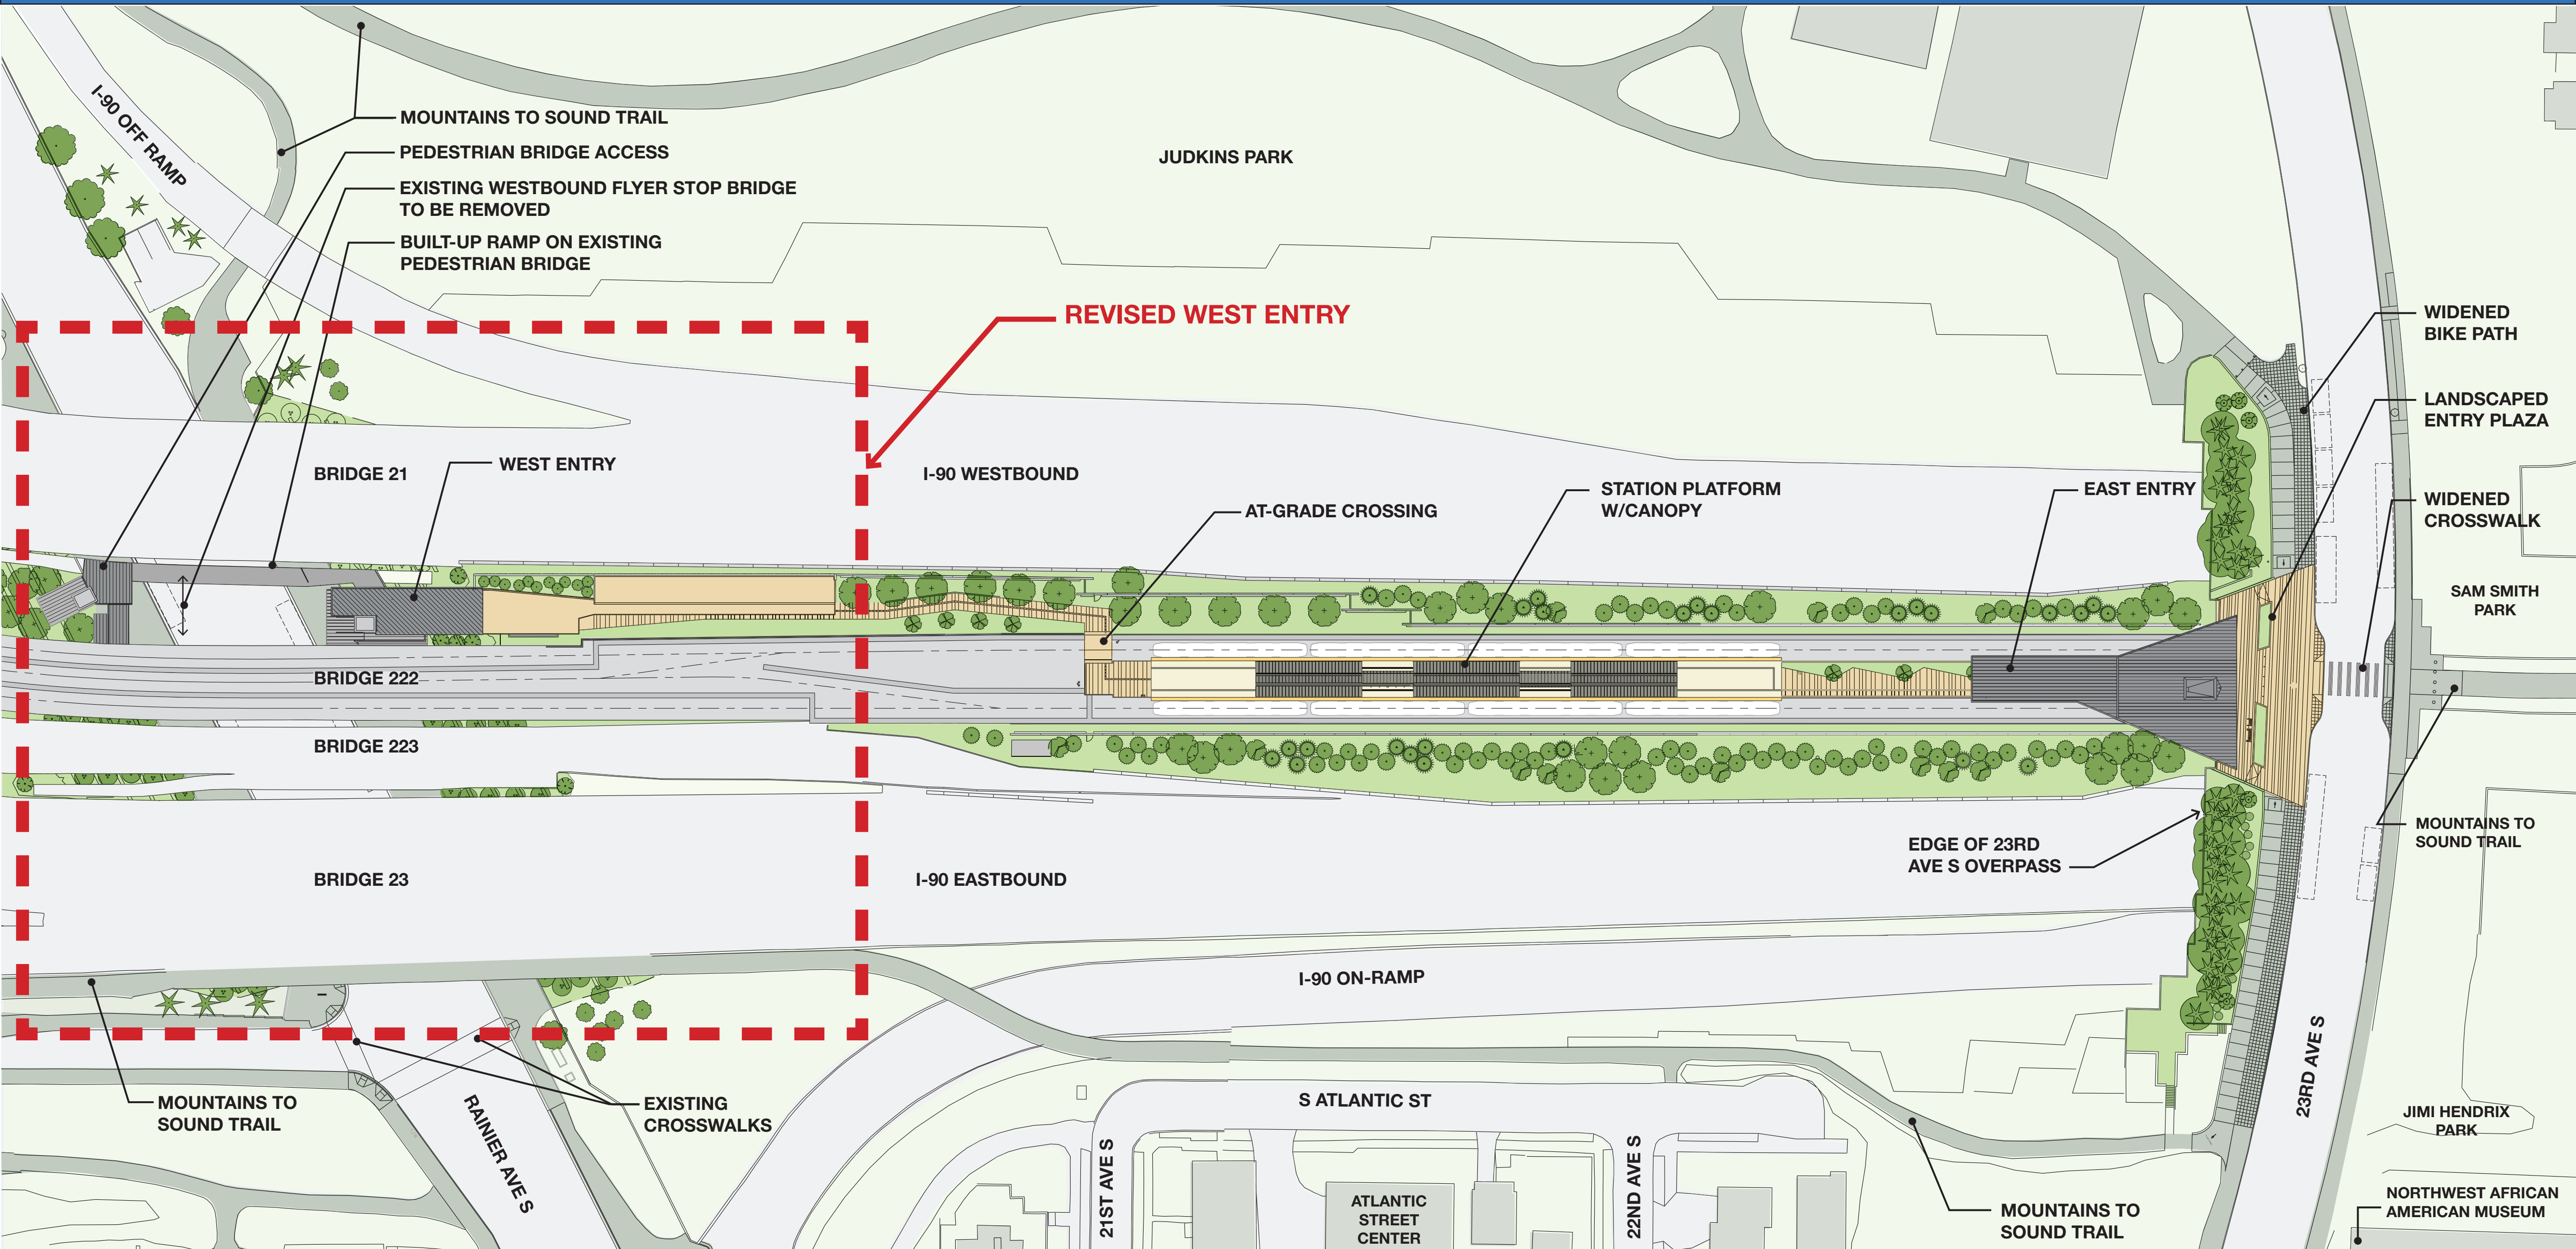 I-90 OFF RAMP
MOUNTAINS TO SOUND TRAIL
PEDESTRIAN BRIDGE ACCESS
EXISTING WESTBOUND FLYER STOP BRIDGE
TO BE REMOVED
BUILT-UP RAMP ON EXISTING
PEDESTRIAN BRIDGE
JUDKINS PARK
REVISED WEST ENTRY
WIDENED
BIKE PATH
LANDSCAPED
ENTRY PLAZA
WIDENED
CROSSWALK
BRIDGE 21
WEST ENTRY
I-90 WESTBOUND
AT-GRADE CROSSING
STATION PLATFORM
W/CANOPY
EAST ENTRY
SAM SMITH
PARK
BRIDGE 222
BRIDGE 223
BRIDGE 23
I-90 EASTBOUND
EDGE OF 23RD
AVE S OVERPASS
MOUNTAINS TO
SOUND TRAIL
I-90 ON-RAMP
MOUNTAINS TO
SOUND TRAIL
RAINIER AVE S
EXISTING
CROSSWALKS
S ATLANTIC ST
21ST AVE S
ATLANTIC
STREET
CENTER
22ND AVE S
23RD AVE S
JIMI HENDRIX
PARK
MOUNTAINS TO
SOUND TRAIL
NORTHWEST AFRICAN
AMERICAN MUSEUM